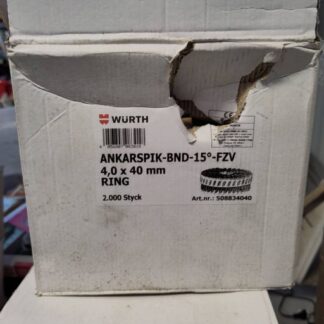 WÜRTH
ANKARSPIK-BND-15°-FZV
4,0 x 40 mm
RING
2.000 Styck
Art.nr.: 508834040